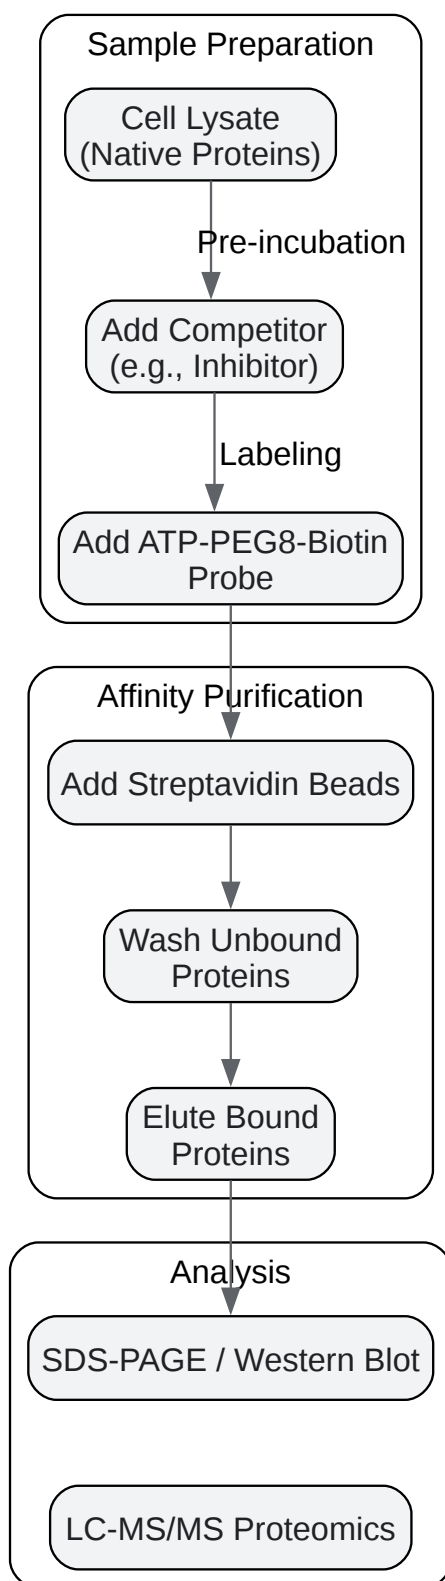 Sample Preparation
Cell Lysate
(Native Proteins)
Pre-incubation
Add Competitor
(e.g., Inhibitor)
Labeling
Add ATP-PEG8-Biotin
Probe
Affinity Purification
Add Streptavidin Beads
Wash Unbound
Proteins
Elute Bound
Proteins
Analysis
SDS-PAGE / Western Blot
LC-MS/MS Proteomics